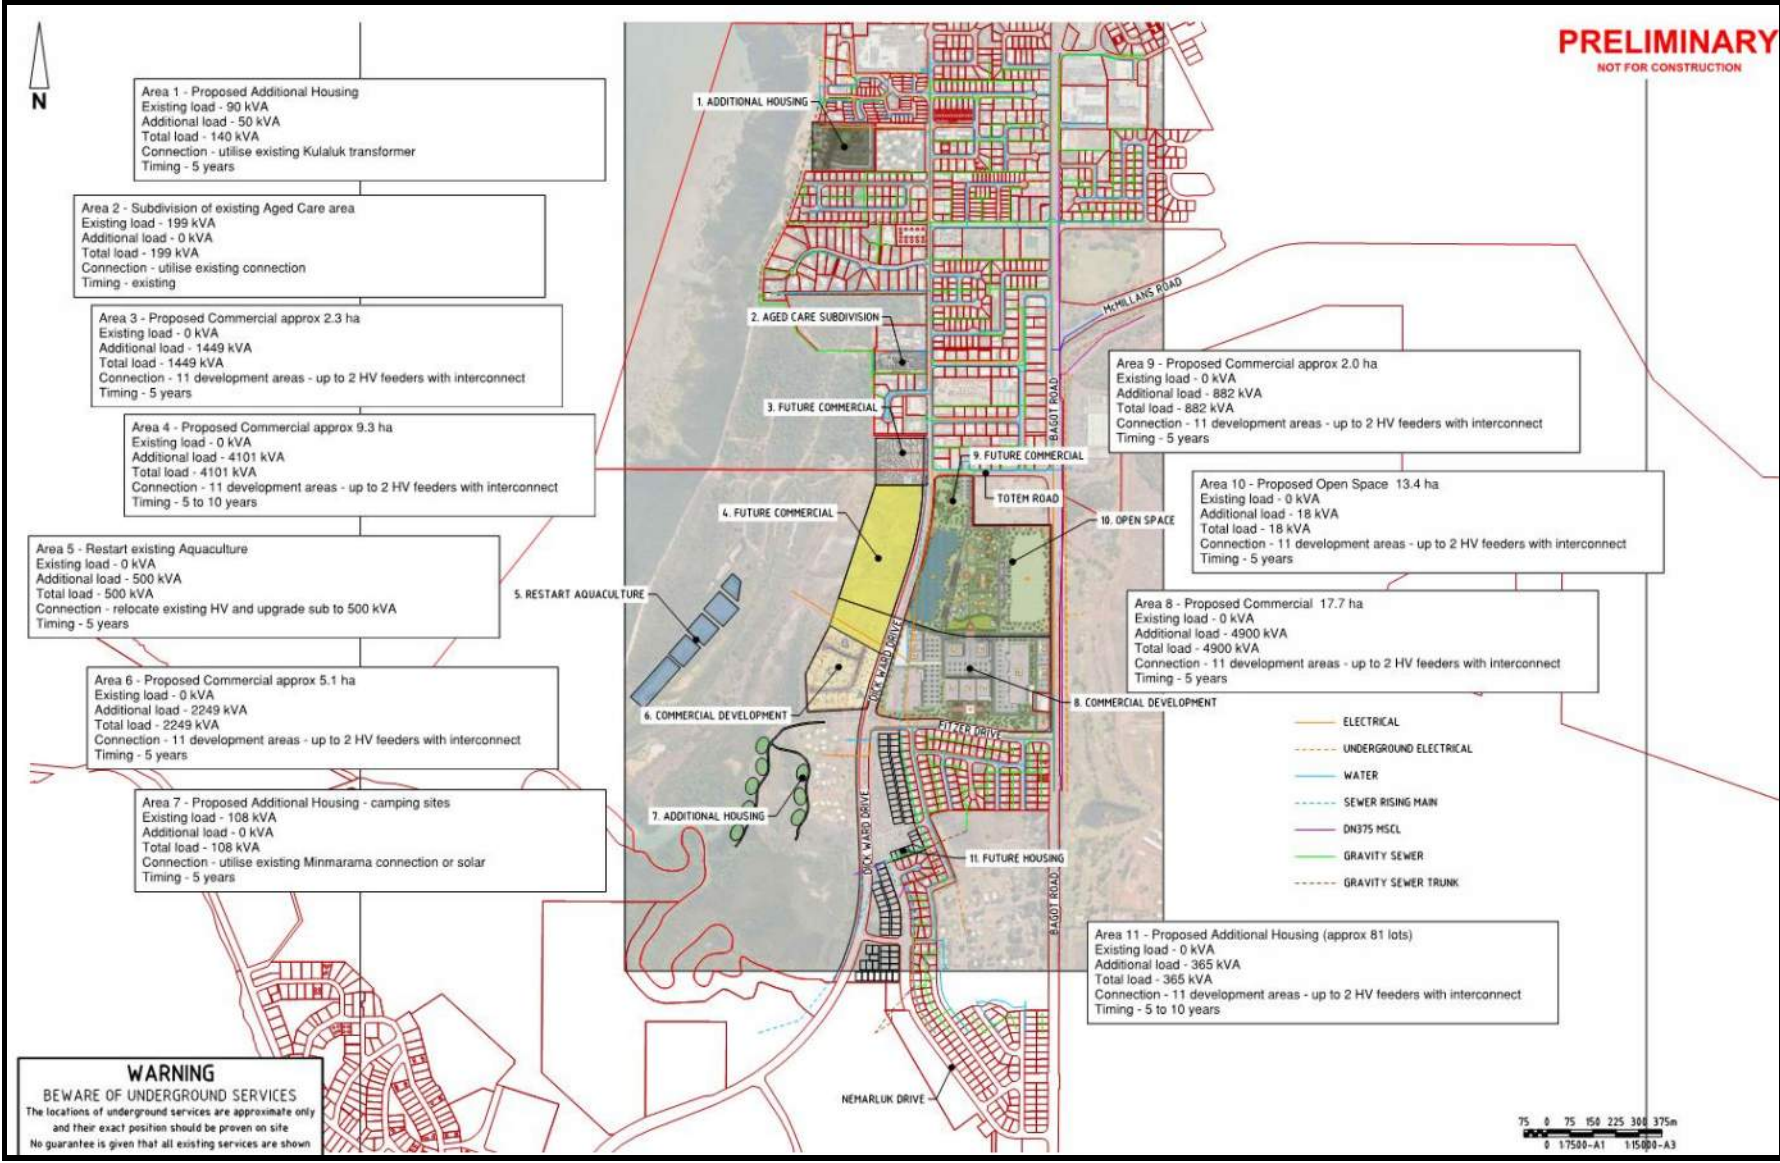 PRELIMINARY
NOT FOR CONSTRUCTION
N
Area 1 - Proposed Additional Housing
Existing load - 90 kVA
Additional load - 50 kVA
Total load - 140 kVA
Connection - utilise existing Kulaluk transformer
Timing - 5 years
Area 2 - Subdivision of existing Aged Care area
Existing load - 199 kVA
Additional load - 0 kVA
Total load - 199 kVA
Connection - utilise existing connection
Timing - existing
Area 3 - Proposed Commercial approx 2.3 ha
Existing load - 0 kVA
Additional load - 1449 kVA
Total load - 1449 kVA
Connection - 11 development areas - up to 2 HV feeders with interconnect
Timing - 5 years
Area 4 - Proposed Commercial approx 9.3 ha
Existing load - 0 kVA
Additional load - 4101 kVA
Total load - 4101 kVA
Connection - 11 development areas - up to 2 HV feeders with interconnect
Timing - 5 to 10 years
Area 5 - Restart existing Aquaculture
Existing load - 0 kVA
Additional load - 500 kVA
Total load - 500 kVA
Connection - relocate existing HV and upgrade sub to 500 kVA
Timing - 5 years
Area 6 - Proposed Commercial approx 5.1 ha
Existing load - 0 kVA
Additional load - 2249 kVA
Total load - 2249 kVA
Connection - 11 development areas - up to 2 HV feeders with interconnect
Timing - 5 years
Area 7 - Proposed Additional Housing - camping sites
Existing load - 108 kVA
Additional load - 0 kVA
Total load - 108 kVA
Connection - utilise existing Minmarama connection or solar
Timing - 5 years
1. ADDITIONAL HOUSING
2. AGED CARE SUBDIVISION
3. FUTURE COMMERCIAL
4. FUTURE COMMERCIAL
5. RESTART AQUACULTURE
6. COMMERCIAL DEVELOPMENT
7. ADDITIONAL HOUSING
8. COMMERCIAL DEVELOPMENT
9. FUTURE COMMERCIAL
TOTEM ROAD
10. OPEN SPACE
11. FUTURE HOUSING
McMILLANS ROAD
BAGOT ROAD
DICK WARD DRIVE
FITZER DRIVE
DICK WARD DRIVE
BAGOT ROAD
NEMARLUK DRIVE
Area 9 - Proposed Commercial approx 2.0 ha
Existing load - 0 kVA
Additional load - 882 kVA
Total load - 882 kVA
Connection - 11 development areas - up to 2 HV feeders with interconnect
Timing - 5 years
Area 10 - Proposed Open Space 13.4 ha
Existing load - 0 kVA
Additional load - 18 kVA
Total load - 18 kVA
Connection - 11 development areas - up to 2 HV feeders with interconnect
Timing - 5 years
Area 8 - Proposed Commercial 17.7 ha
Existing load - 0 kVA
Additional load - 4900 kVA
Total load - 4900 kVA
Connection - 11 development areas - up to 2 HV feeders with interconnect
Timing - 5 years
ELECTRICAL
UNDERGROUND ELECTRICAL
WATER
SEWER RISING MAIN
DN375 MSCL
GRAVITY SEWER
GRAVITY SEWER TRUNK
Area 11 - Proposed Additional Housing (approx 81 lots)
Existing load - 0 kVA
Additional load - 365 kVA
Total load - 365 kVA
Connection - 11 development areas - up to 2 HV feeders with interconnect
Timing - 5 to 10 years
WARNING
BEWARE OF UNDERGROUND SERVICES
The locations of underground services are approximate only
and their exact position should be proven on site
No guarantee is given that all existing services are shown
75 0 75 150 225 300 375m
0 1:7500-A1 1:15000-A3